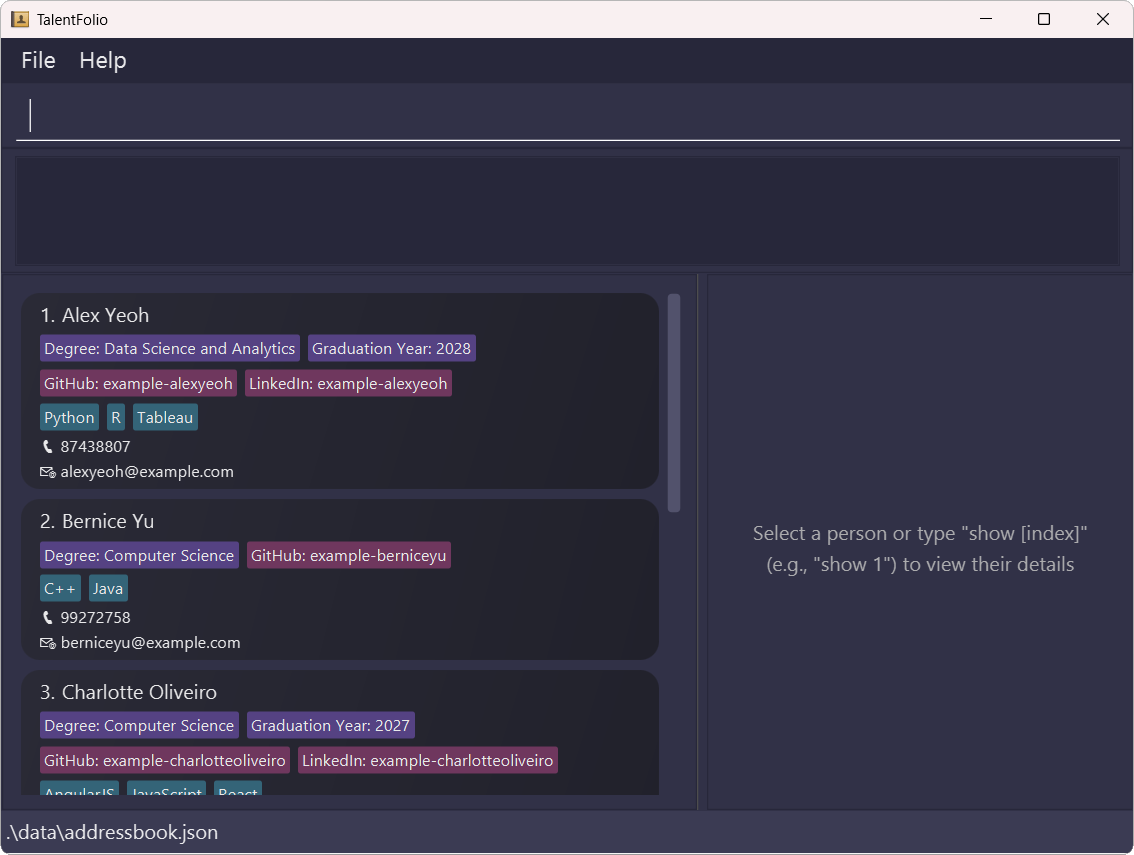 TalentFolio
File Help
1. Alex Yeoh
Degree: Data Science and Analytics Graduation Year: 2028
GitHub: example-alexyeoh LinkedIn: example-alexyeoh
Python R Tableau
87438807
alexyeoh@example.com
2. Bernice Yu
Degree: Computer Science GitHub: example-berniceyu
C++ Java
99272758
berniceyu@example.com
3. Charlotte Oliveiro
Degree: Computer Science Graduation Year: 2027
GitHub: example-charlotteoliveiro LinkedIn: example-charlotteoliveiro
AngularJS JavaScript React
Select a person or type "show [index]"
(e.g., "show 1") to view their details
.\data\addressbook.json